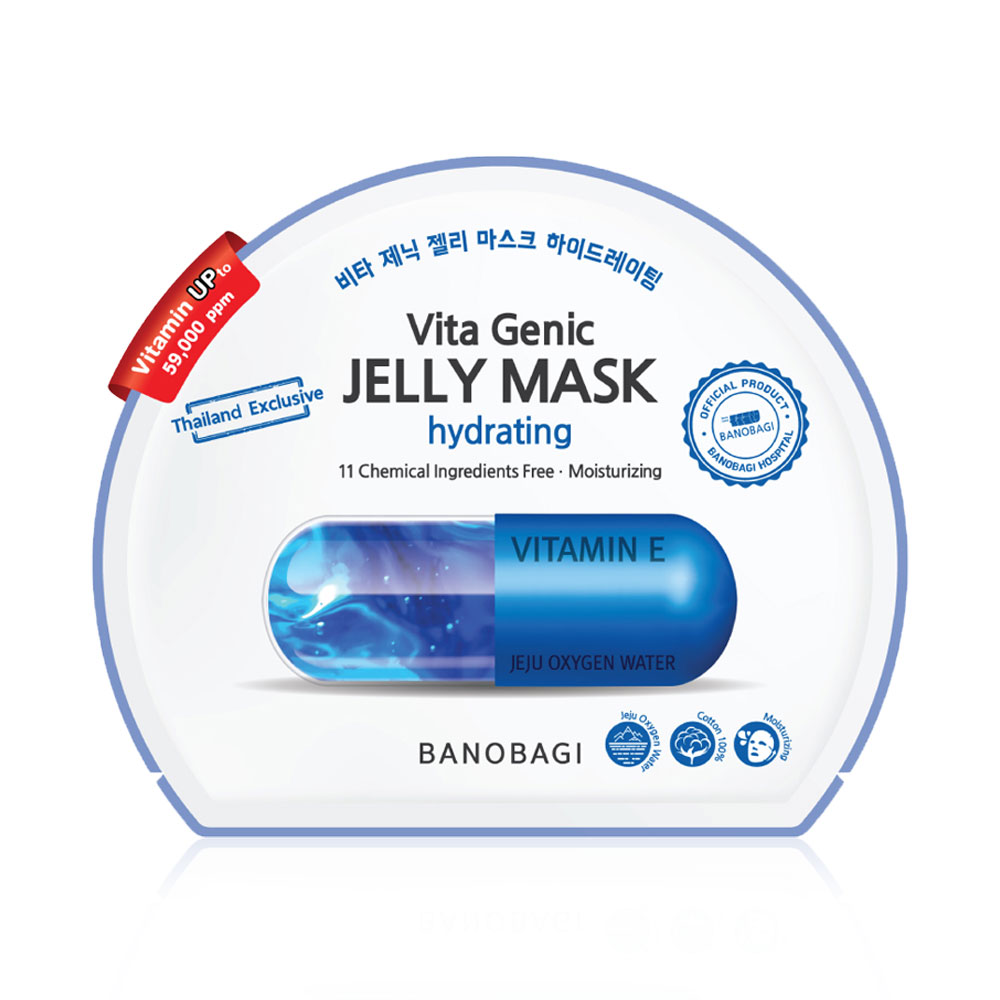 비타 제닉 젤리 마스크 하이드레이팅
Vitamin UP to
59,000 ppm
Vita Genic
JELLY MASK
hydrating
Thailand Exclusive
11 Chemical Ingredients Free · Moisturizing
OFFICIAL PRODUCT
BANOBAGI
BANOBAGI HOSPITAL
VITAMIN E
JEJU OXYGEN WATER
BANOBAGI
Jeju Oxygen Water
Cotton 100%
Moisturizing